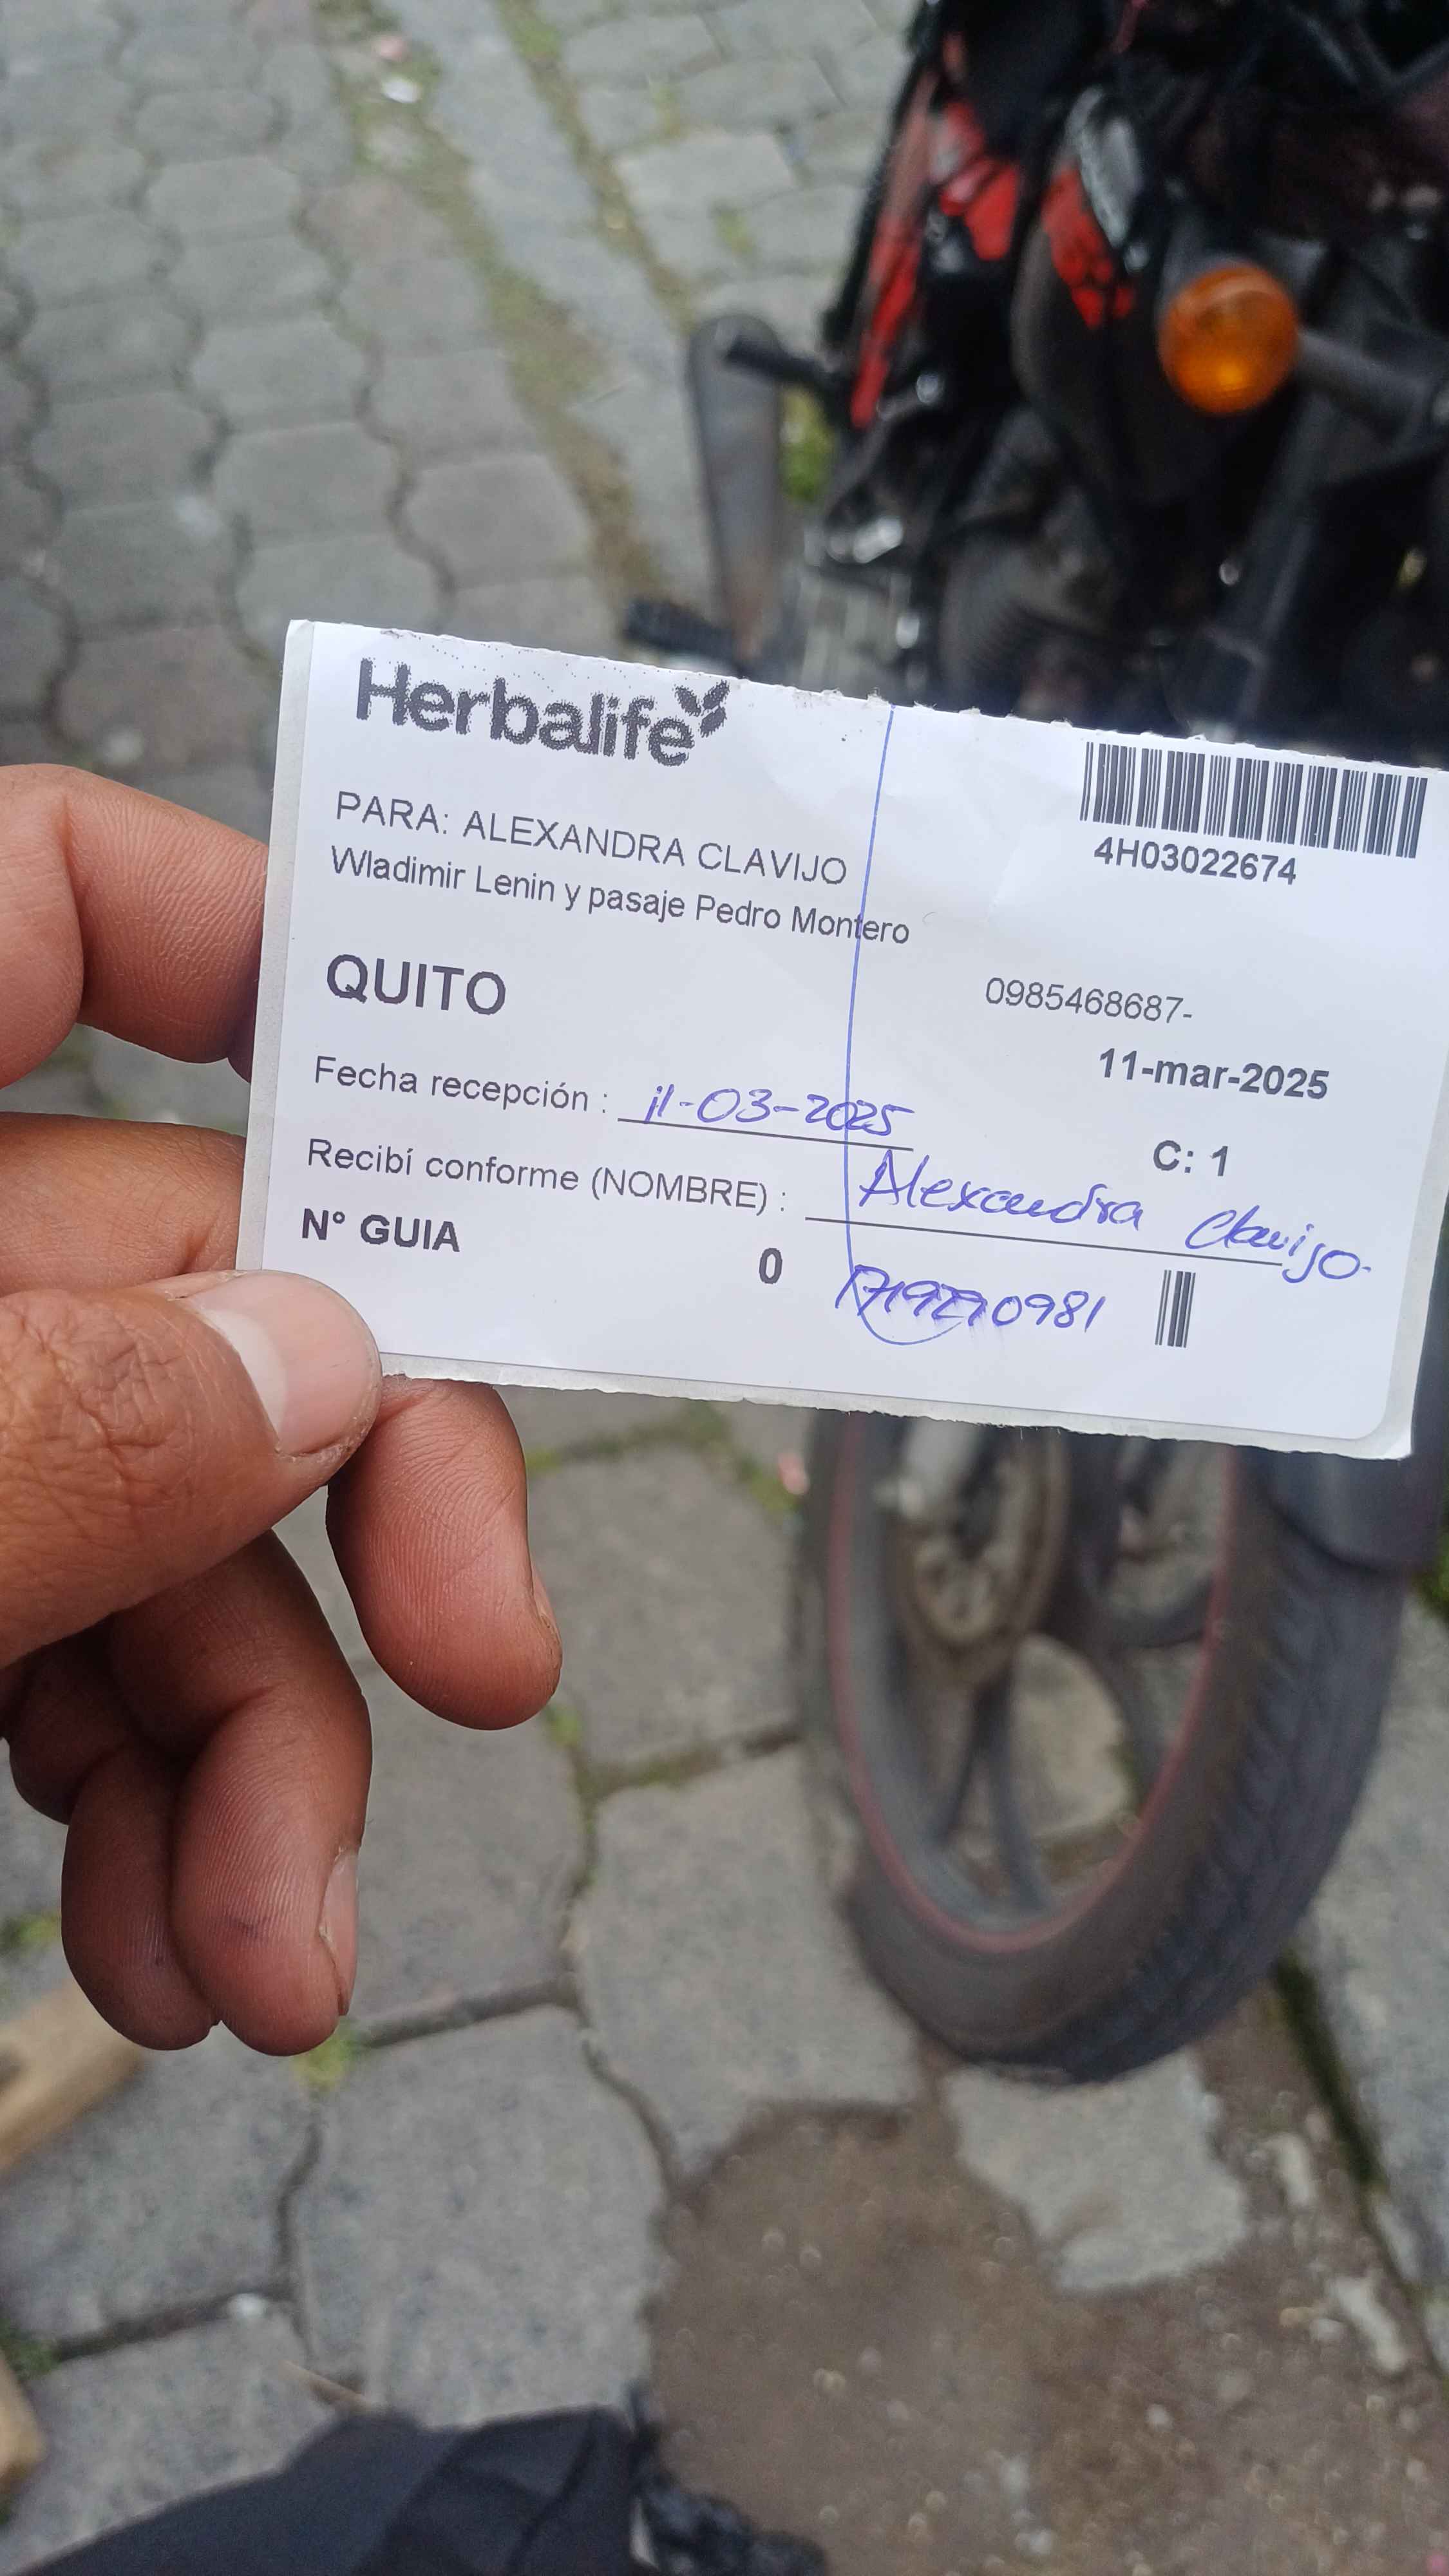 Herbalife
4H03022674
PARA: ALEXANDRA CLAVIJO
Wladimir Lenin y pasaje Pedro Montero
QUITO
0985468687-
11-mar-2025
Fecha recepción : 11-03-2025
C: 1
Recibí conforme (NOMBRE) : Alexandra Clavijo.
N° GUIA 0